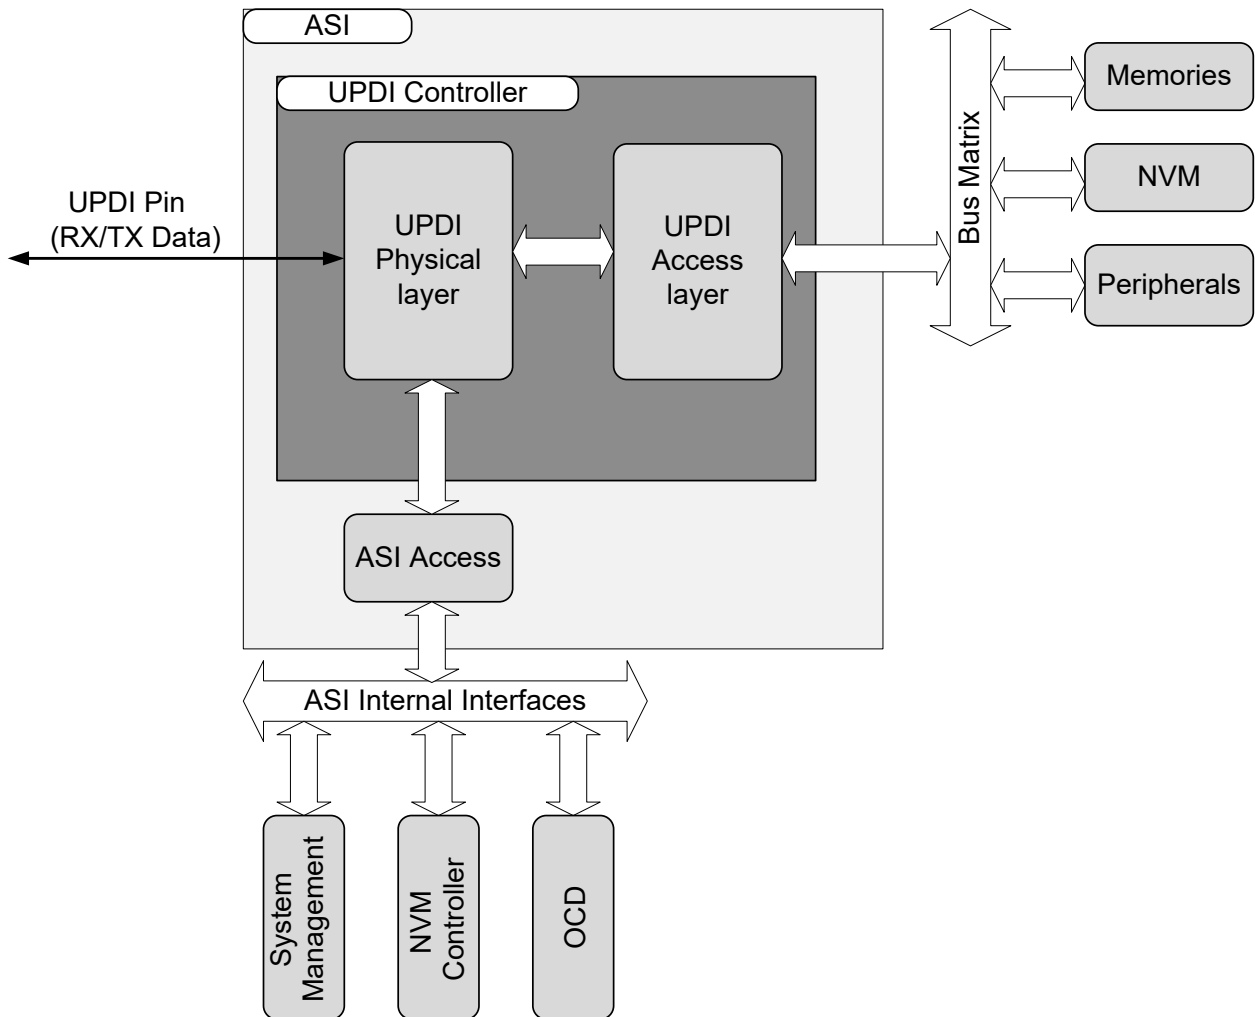 ASI
UPDI Controller
UPDI Pin
(RX/TX Data)
UPDI
Physical
layer
UPDI
Access
layer
Bus Matrix
Memories
NVM
Peripherals
ASI Access
ASI Internal Interfaces
System
Management
NVM
Controller
OCD